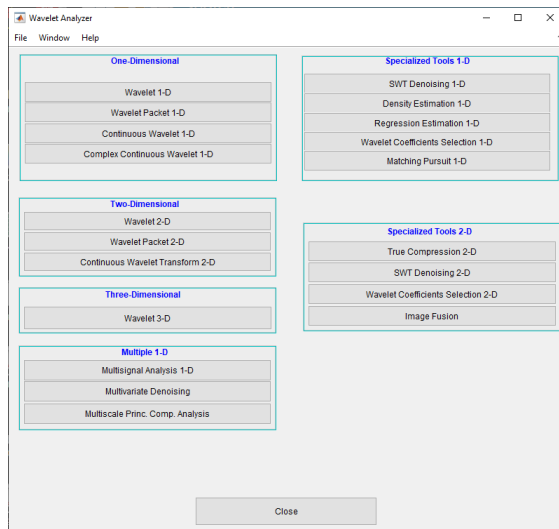 Wavelet Analyzer
File Window Help
One-Dimensional
Wavelet 1-D
Wavelet Packet 1-D
Continuous Wavelet 1-D
Complex Continuous Wavelet 1-D
Two-Dimensional
Wavelet 2-D
Wavelet Packet 2-D
Continuous Wavelet Transform 2-D
Three-Dimensional
Wavelet 3-D
Multiple 1-D
Multisignal Analysis 1-D
Multivariate Denoising
Multiscale Princ. Comp. Analysis
Specialized Tools 1-D
SWT Denoising 1-D
Density Estimation 1-D
Regression Estimation 1-D
Wavelet Coefficients Selection 1-D
Matching Pursuit 1-D
Specialized Tools 2-D
True Compression 2-D
SWT Denoising 2-D
Wavelet Coefficients Selection 2-D
Image Fusion
Close